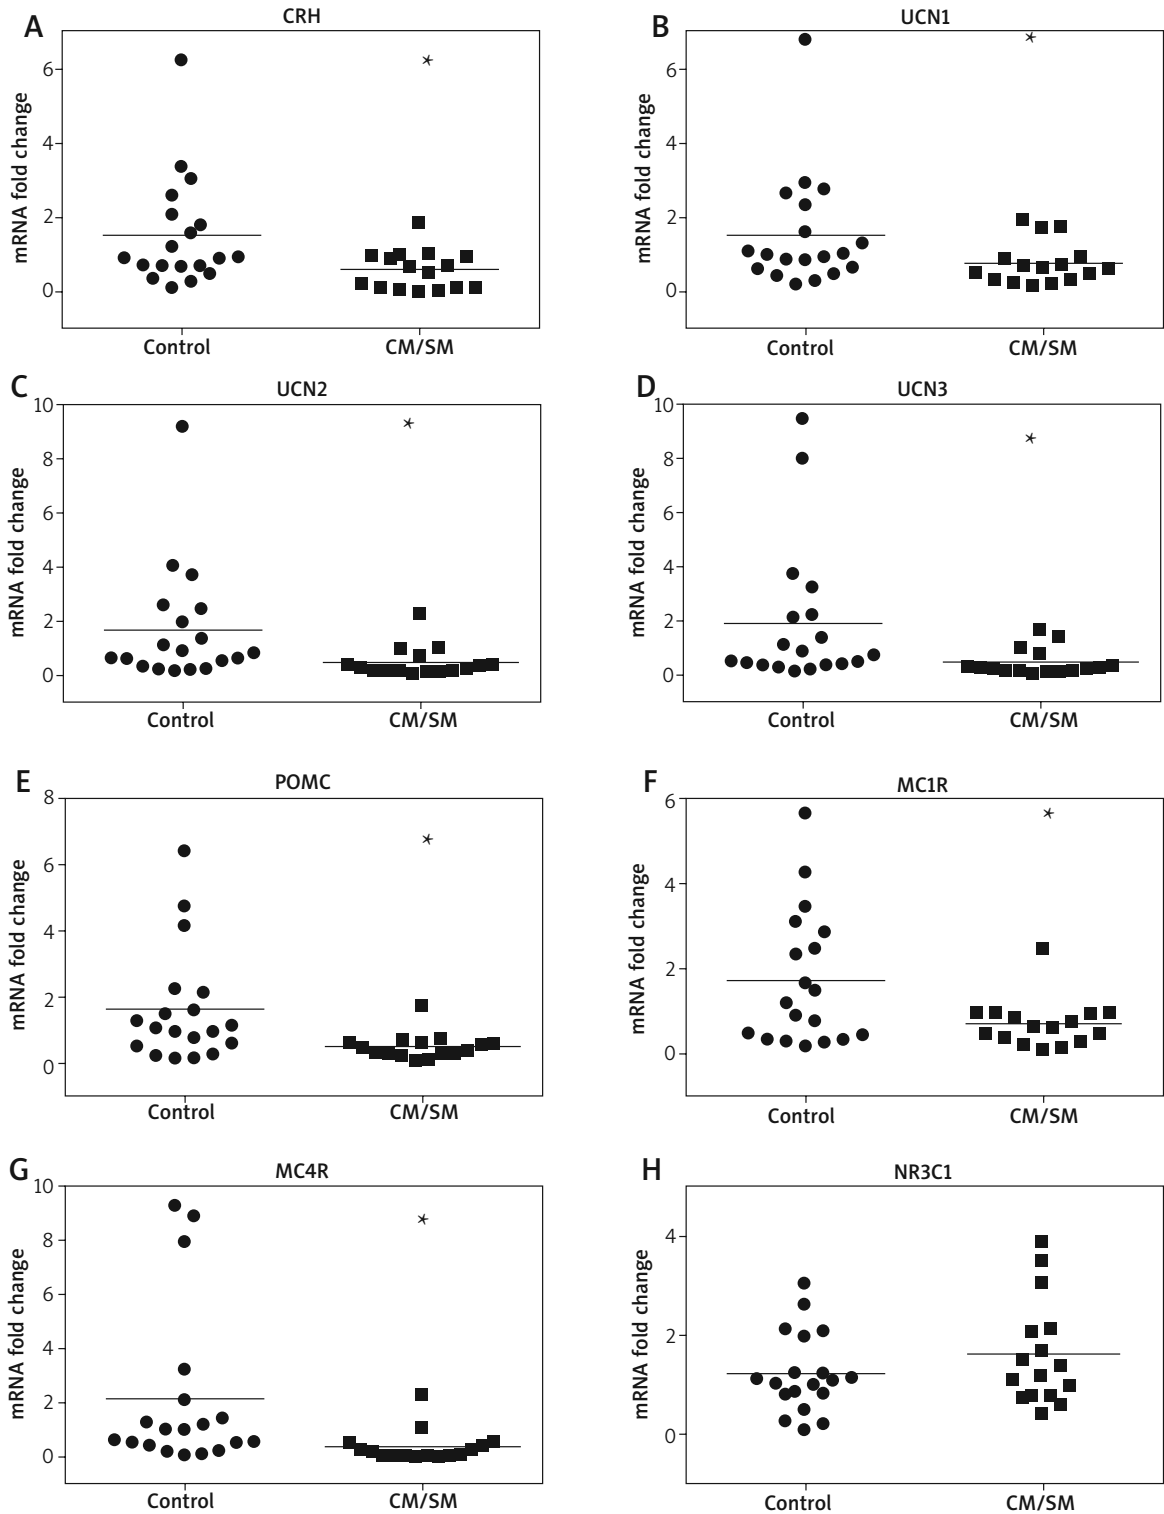 A
CRH
mRNA fold change
6
4
2
0
Control
CM/SM
*
B
UCN1
mRNA fold change
6
4
2
0
Control
CM/SM
*
C
UCN2
mRNA fold change
10
8
6
4
2
0
Control
CM/SM
*
D
UCN3
mRNA fold change
10
8
6
4
2
0
Control
CM/SM
*
E
POMC
mRNA fold change
8
6
4
2
0
Control
CM/SM
*
F
MC1R
mRNA fold change
6
4
2
0
Control
CM/SM
*
G
MC4R
mRNA fold change
10
8
6
4
2
0
Control
CM/SM
*
H
NR3C1
mRNA fold change
4
2
0
Control
CM/SM